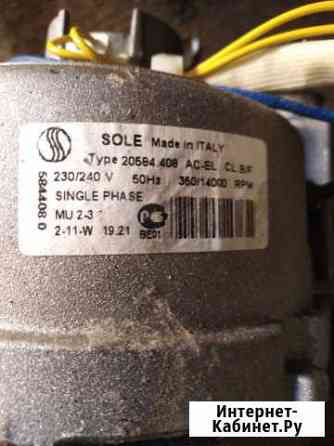 SOLE Made in ITALY
Type 20584.408 AC-EL CL.B/F
230/240 V 50Hz 350/14000 RPM
SINGLE PHASE
MU 2-3
2-11-W 19.21
BE01
584408 0
Интернет-
Кабинет.Ру